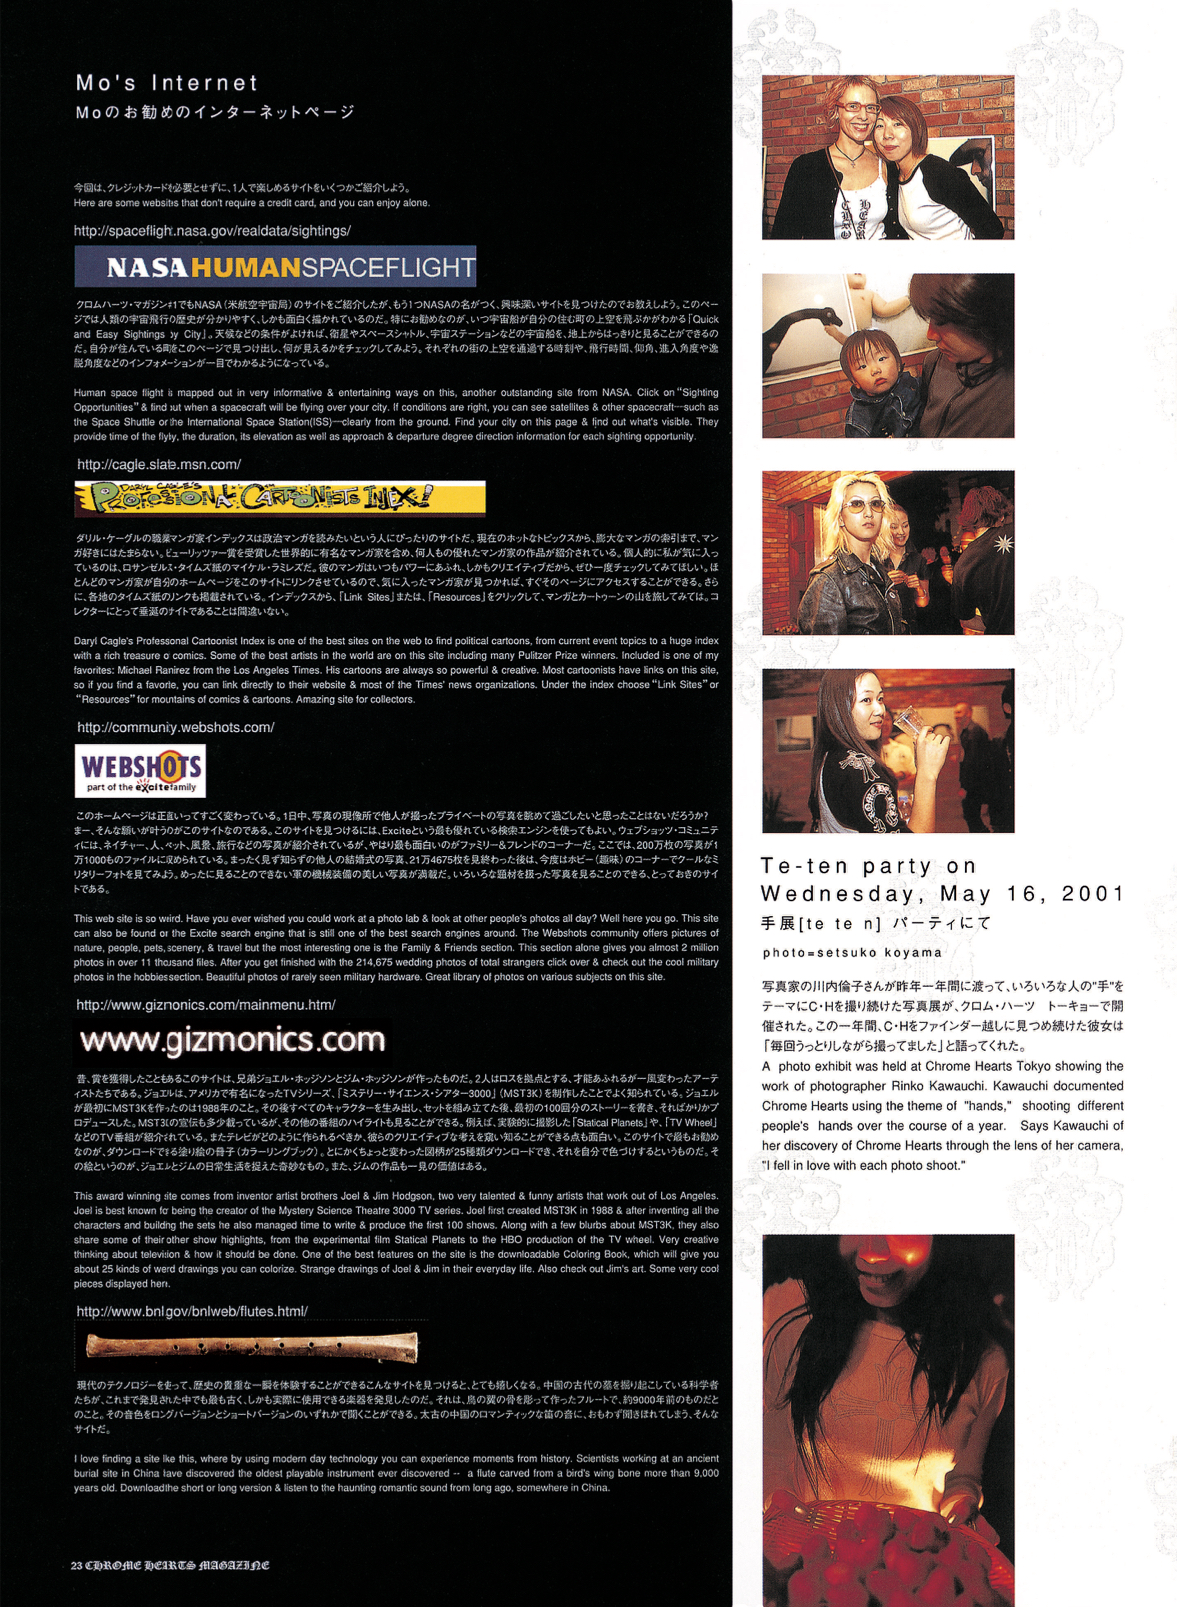 Mo's Internet
Moのお勧めのインターネットページ
今回は、クレジットカードを必要とせずに、1人で楽しめるサイトをいくつかご紹介しよう。
Here are some websites that don't require a credit card, and you can enjoy alone.
http://spaceflight.nasa.gov/realdata/sightings/
NASA HUMAN SPACEFLIGHT
クロムハーツ・マガジン#1でもNASA(米航空宇宙局)のサイトをご紹介したが、もう1つNASAの名がつく、興味深いサイトを見つけたのでお教えしよう。このペー
ジでは人類の宇宙飛行の歴史が分かりやすく、しかも面白く描かれているのだ。特にお勧めなのが、いつ宇宙船が自分の住む町の上空を飛ぶかがわかる「Quick
and Easy Sightings by City」。天候などの条件がよければ、衛星やスペースシャトル、宇宙ステーションなどの宇宙船を、地上からはっきりと見ることができるの
だ。自分が住んでいる町をこのページで見つけ出し、何が見えるかをチェックしてみよう。それぞれの街の上空を通過する時刻や、飛行時間、仰角、進入角度や逸
脱角度などのインフォメーションが一目でわかるようになっている。
Human space flight is mapped out in very informative & entertaining ways on this, another outstanding site from NASA. Click on "Sighting
Opportunities" & find out when a spacecraft will be flying over your city. If conditions are right, you can see satellites & other spacecraft—such as
the Space Shuttle or the International Space Station(ISS)—clearly from the ground. Find your city on this page & find out what's visible. They
provide time of the flyby, the duration, its elevation as well as approach & departure degree direction information for each sighting opportunity.
http://cagle.slate.msn.com/
DARYL CAGLE'S
PROFESSIONAL CARTOONISTS INDEX!
ダリル・ケーグルの職業マンガ家インデックスは政治マンガを読みたいという人にぴったりのサイトだ。現在のホットなトピックスから、膨大なマンガの索引まで、マン
ガ好きにはたまらない。ピューリッツァー賞を受賞した世界的に有名なマンガ家を含め、何人もの優れたマンガ家の作品が紹介されている。個人的に私が気に入っ
ているのは、ロサンゼルス・タイムズ紙のマイケル・ラミレズだ。彼のマンガはいつもパワーにあふれ、しかもクリエイティブだから、ぜひ一度チェックしてみてほしい。ほ
とんどのマンガ家が自分のホームページをこのサイトにリンクさせているので、気に入ったマンガ家が見つかれば、すぐそのページにアクセスすることができる。さら
に、各地のタイムズ紙のリンクも掲載されている。インデックスから、「Link Sites」または、「Resources」をクリックして、マンガとカートゥーンの山を旅してみては。コ
レクターにとって垂涎のサイトであることは間違いない。
Daryl Cagle's Professonal Cartoonist Index is one of the best sites on the web to find political cartoons, from current event topics to a huge index
with a rich treasure of comics. Some of the best artists in the world are on this site including many Pulitzer Prize winners. Included is one of my
favorites: Michael Ramirez from the Los Angeles Times. His cartoons are always so powerful & creative. Most cartoonists have links on this site,
so if you find a favorite, you can link directly to their website & most of the Times' news organizations. Under the index choose "Link Sites" or
"Resources" for mountains of comics & cartoons. Amazing site for collectors.
http://community.webshots.com/
WEBSHOTS
part of the excite family
このホームページは正直いってすごく変わっている。1日中、写真の現像所で他人が撮ったプライベートの写真を眺めて過ごしたいと思ったことはないだろうか?
まー、そんな願いが叶うのがこのサイトなのである。このサイトを見つけるには、Exciteという最も優れている検索エンジンを使ってもよい。ウェブショッツ・コミュニテ
ィには、ネイチャー、人、ペット、風景、旅行などの写真が紹介されているが、やはり最も面白いのがファミリー&フレンドのコーナーだ。ここでは、200万枚の写真が1
万1000ものファイルに収められている。まったく見ず知らずの他人の結婚式の写真、21万4675枚を見終わった後は、今度はホビー(趣味)のコーナーでクールなミ
リタリーフォトを見てみよう。めったに見ることのできない軍の機械装備の美しい写真が満載だ。いろいろな題材を扱った写真を見ることのできる、とっておきのサイ
トである。
This web site is so weird. Have you ever wished you could work at a photo lab & look at other people's photos all day? Well here you go. This site
can also be found on the Excite search engine that is still one of the best search engines around. The Webshots community offers pictures of
nature, people, pets, scenery, & travel but the most interesting one is the Family & Friends section. This section alone gives you almost 2 million
photos in over 11 thousand files. After you get finished with the 214,675 wedding photos of total strangers click over & check out the cool military
photos in the hobbies section. Beautiful photos of rarely seen military hardware. Great library of photos on various subjects on this site.
http://www.gizmonics.com/mainmenu.htm/
www.gizmonics.com
昔、賞を獲得したこともあるこのサイトは、兄弟ジョエル・ホッジソンとジム・ホッジソンが作ったものだ。2人はロスを拠点とする、才能あふれるが一風変わったアーテ
ィストたちである。ジョエルは、アメリカで有名になったTVシリーズ、「ミステリー・サイエンス・シアター3000」(MST3K)を制作したことでよく知られている。ジョエル
が最初にMST3Kを作ったのは1988年のこと。その後すべてのキャラクターを生み出し、セットを組み立てた後、最初の100回分のストーリーを書き、そればかりかプ
ロデュースした。MST3Kの宣伝も多少載っているが、その他の番組のハイライトも見ることができる。例えば、実験的に撮影した「Statical Planets」や、「TV Wheel」
などのTV番組が紹介されている。またテレビがどのように作られるべきか、彼らのクリエイティブな考えを窺い知ることができる点も面白い。このサイトで最もお勧め
なのが、ダウンロードできる塗り絵の冊子(カラーリングブック)。とにかくちょっと変わった図柄が25種類ダウンロードでき、それを自分で色づけするというものだ。そ
の絵というのが、ジョエルとジムの日常生活を捉えた奇妙なもの。また、ジムの作品も一見の価値はある。
This award winning site comes from inventor artist brothers Joel & Jim Hodgson, two very talented & funny artists that work out of Los Angeles.
Joel is best known for being the creator of the Mystery Science Theatre 3000 TV series. Joel first created MST3K in 1988 & after inventing all the
characters and building the sets he also managed time to write & produce the first 100 shows. Along with a few blurbs about MST3K, they also
share some of their other show highlights, from the experimental film Statical Planets to the HBO production of the TV wheel. Very creative
thinking about television & how it should be done. One of the best features on the site is the downloadable Coloring Book, which will give you
about 25 kinds of weird drawings you can colorize. Strange drawings of Joel & Jim in their everyday life. Also check out Jim's art. Some very cool
pieces displayed here.
http://www.bnl.gov/bnlweb/flutes.html/
現代のテクノロジーを使って、歴史の貴重な一瞬を体験することができるこんなサイトを見つけると、とても嬉しくなる。中国の古代の墓を掘り起こしている科学者
たちが、これまで発見された中でも最も古く、しかも実際に使用できる楽器を発見したのだ。それは、鳥の翼の骨を彫って作ったフルートで、約9000年前のものだと
のこと。その音色をロングバージョンとショートバージョンのいずれかで聞くことができる。太古の中国のロマンティックな笛の音に、おもわず聞きほれてしまう、そんな
サイトだ。
I love finding a site like this, where by using modern day technology you can experience moments from history. Scientists working at an ancient
burial site in China have discovered the oldest playable instrument ever discovered -- a flute carved from a bird's wing bone more than 9,000
years old. Download the short or long version & listen to the haunting romantic sound from long ago, somewhere in China.
23 CHROME HEARTS MAGAZINE
Te-ten party on
Wednesday, May 16, 2001
手展[te te n] パーティにて
photo=setsuko koyama
写真家の川内倫子さんが昨年一年間に渡って、いろいろな人の"手"を
テーマにC・Hを撮り続けた写真展が、クロム・ハーツ トーキョーで開
催された。この一年間、C・Hをファインダー越しに見つめ続けた彼女は
「毎回うっとりしながら撮ってました」と語ってくれた。
A photo exhibit was held at Chrome Hearts Tokyo showing the
work of photographer Rinko Kawauchi. Kawauchi documented
Chrome Hearts using the theme of "hands," shooting different
people's hands over the course of a year. Says Kawauchi of
her discovery of Chrome Hearts through the lens of her camera,
"I fell in love with each photo shoot."